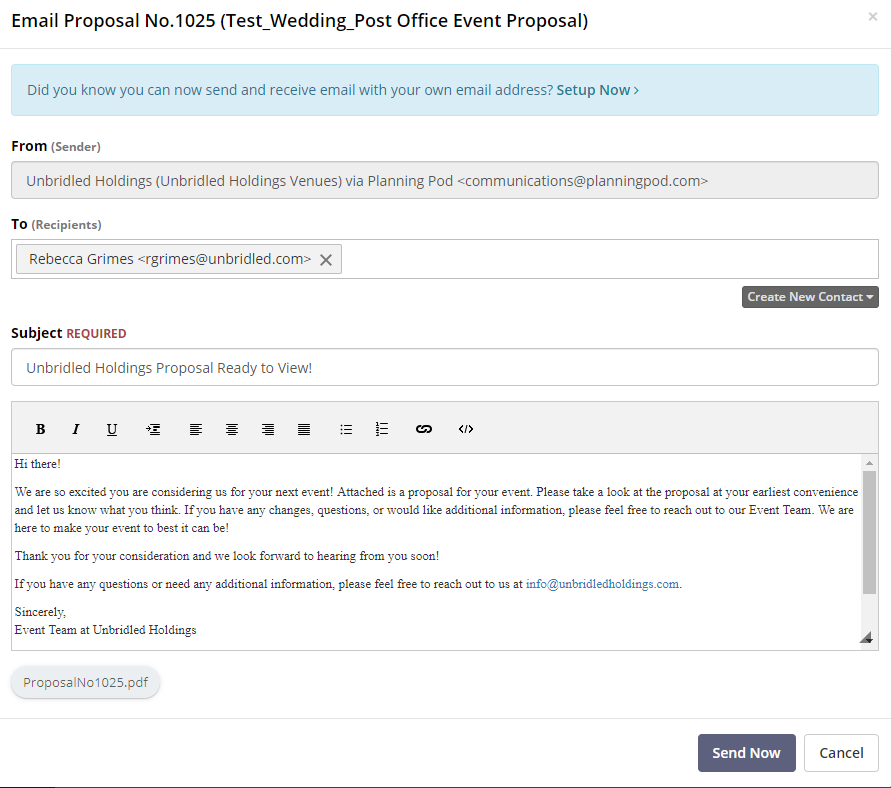 Email Proposal No.1025 (Test_Wedding_Post Office Event Proposal)
×
Did you know you can now send and receive email with your own email address? Setup Now ›
From (Sender)
Unbridled Holdings (Unbridled Holdings Venues) via Planning Pod <communications@planningpod.com>
To (Recipients)
Rebecca Grimes <rgrimes@unbridled.com> ×
Create New Contact
Subject REQUIRED
Unbridled Holdings Proposal Ready to View!
B I U </>
Hi there!
We are so excited you are considering us for your next event! Attached is a proposal for your event. Please take a look at the proposal at your earliest convenience
and let us know what you think. If you have any changes, questions, or would like additional information, please feel free to reach out to our Event Team. We are
here to make your event to best it can be!
Thank you for your consideration and we look forward to hearing from you soon!
If you have any questions or need any additional information, please feel free to reach out to us at info@unbridledholdings.com.
Sincerely,
Event Team at Unbridled Holdings
ProposalNo1025.pdf
Send Now Cancel